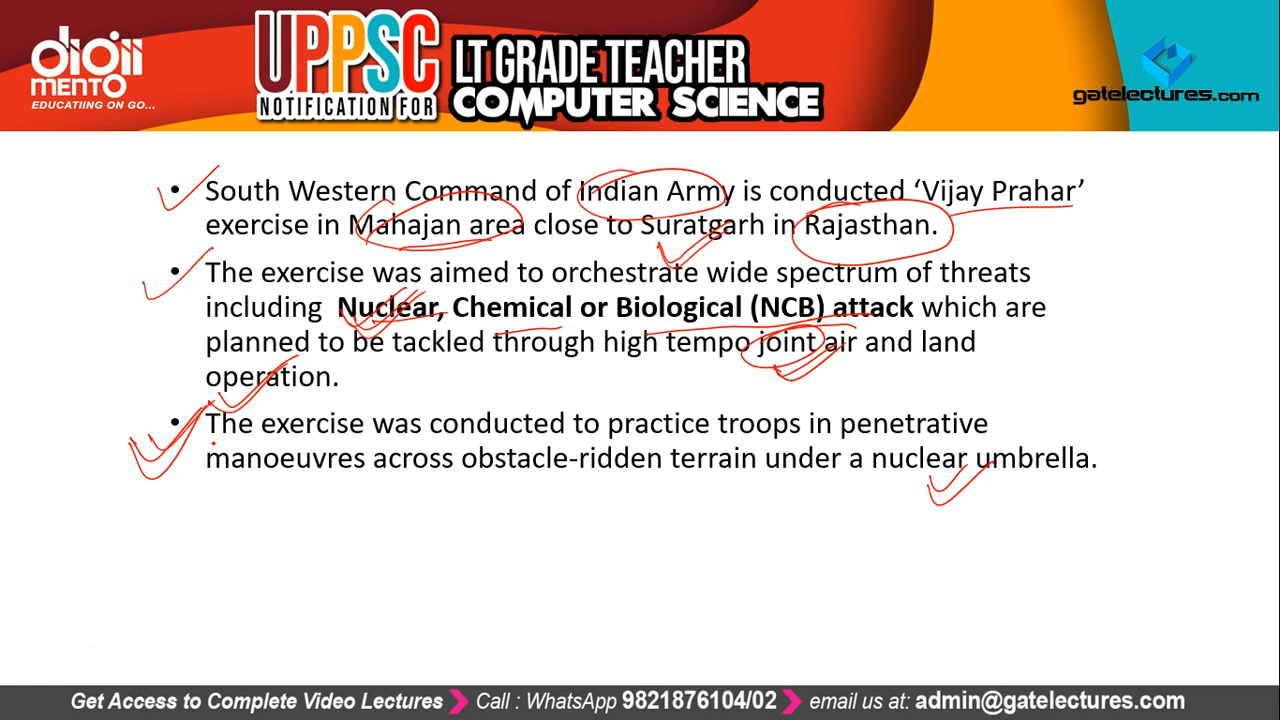 digii
MENTO
EDUCATIING ON GO...
UPPSC
NOTIFICATION FOR
LT GRADE TEACHER
COMPUTER SCIENCE
gatelectures.com
• South Western Command of Indian Army is conducted ‘Vijay Prahar’
exercise in Mahajan area close to Suratgarh in Rajasthan.
• The exercise was aimed to orchestrate wide spectrum of threats
including Nuclear, Chemical or Biological (NCB) attack which are
planned to be tackled through high tempo joint air and land
operation.
• The exercise was conducted to practice troops in penetrative
manoeuvres across obstacle-ridden terrain under a nuclear umbrella.
Get Access to Complete Video Lectures Call : WhatsApp 9821876104/02 email us at: admin@gatelectures.com